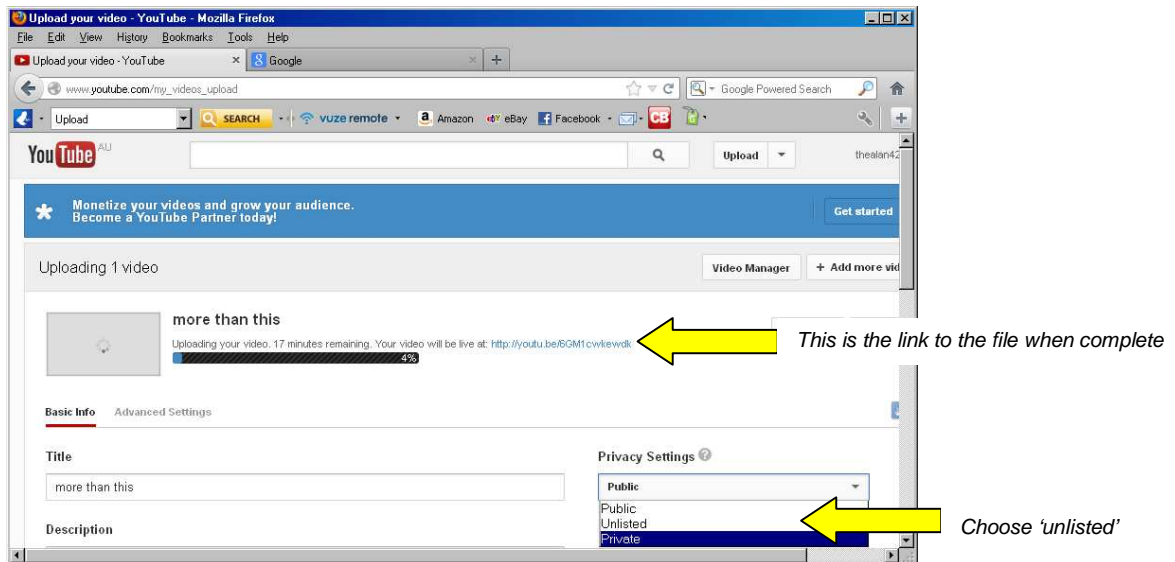 Upload your video - YouTube - Mozilla Firefox
File Edit View History Bookmarks Tools Help
Upload your video - YouTube × Google × +
www.youtube.com/my_videos_upload Google Powered Search
Upload SEARCH vuze remote Amazon eBay Facebook CB
YouTube AU Upload thealan42
Monetize your videos and grow your audience.
Become a YouTube Partner today!
Get started
Uploading 1 video Video Manager + Add more vid
more than this
Uploading your video. 17 minutes remaining. Your video will be live at: http://youtu.be/6GM1cvvkewdk
4%
This is the link to the file when complete
Basic Info Advanced Settings
Title Privacy Settings
more than this Public
Public
Unlisted
Private
Choose ‘unlisted’
Description